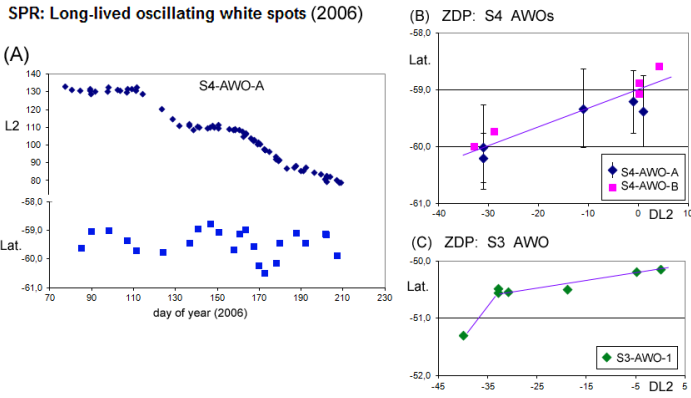 SPR: Long-lived oscillating white spots (2006)
(A)
S4-AWO-A
140
130
120
110
L2
100
90
80
-58,0
-59,0
Lat.
-60,0
-61,0
70 90 110 130 150 170 190 210 230
day of year (2006)
(B) ZDP: S4 AWOs
-58,0
Lat.
-59,0
-60,0
-61,0
S4-AWO-A
S4-AWO-B
-40 -30 -20 -10 0 10
DL2
(C) ZDP: S3 AWO
-50,0
Lat.
-51,0
-52,0
S3-AWO-1
-45 -35 -25 -15 -5 5
DL2